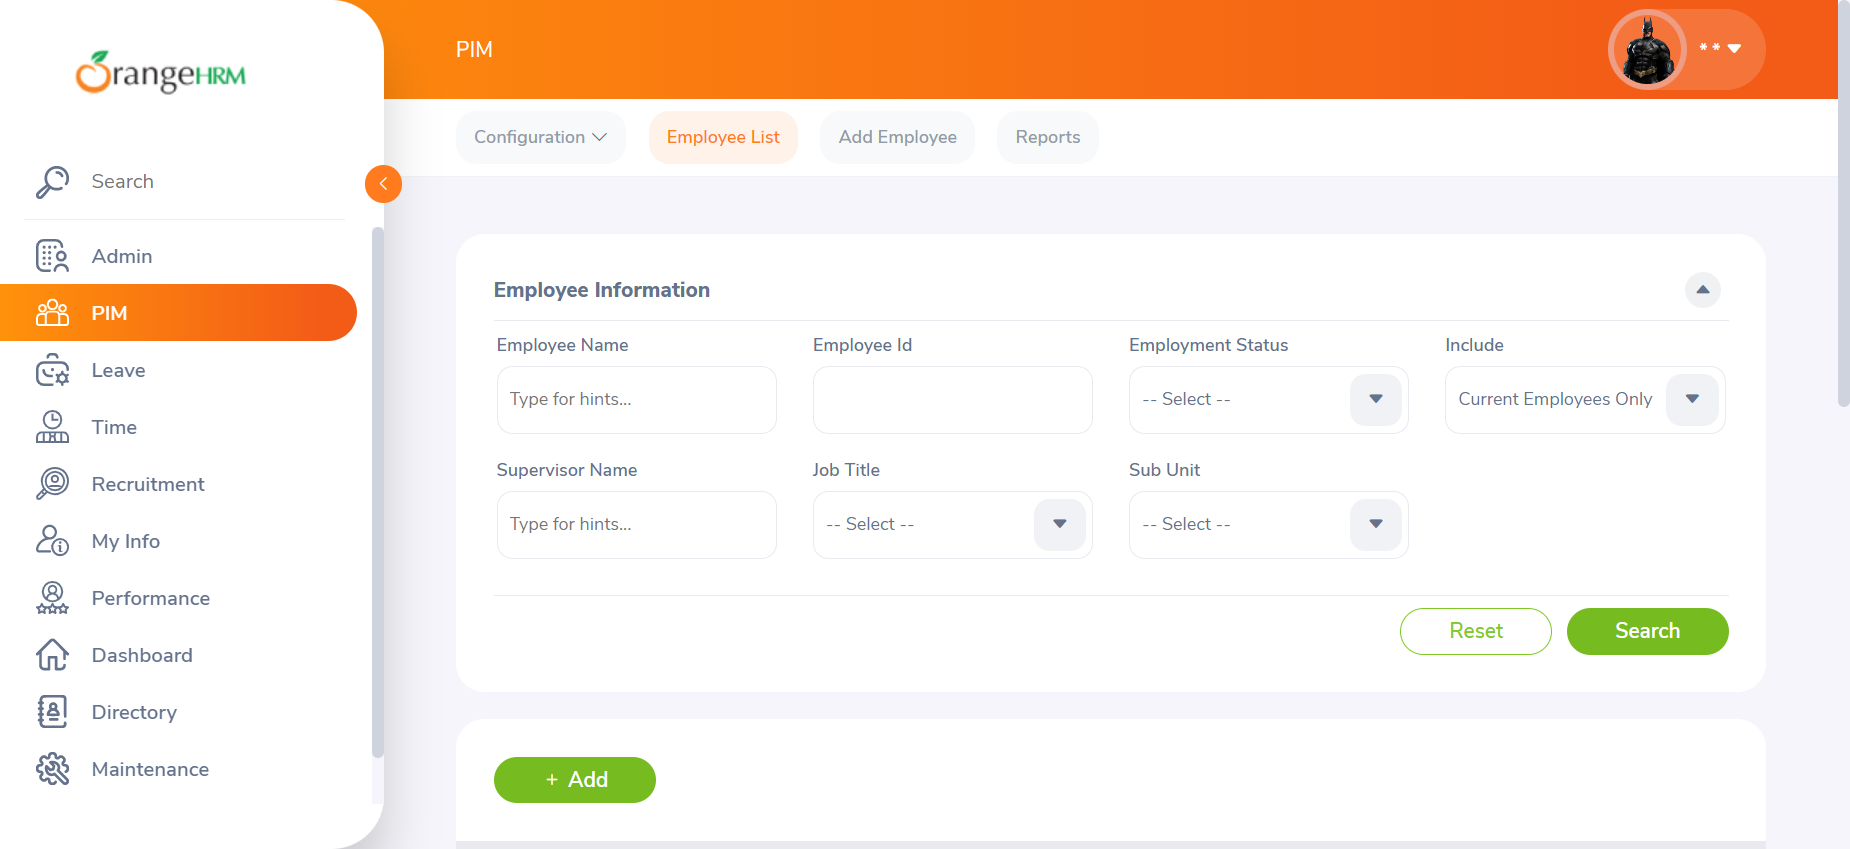 OrangeHRM
PIM
* *
Configuration
Employee List
Add Employee
Reports
Search
Admin
PIM
Leave
Time
Recruitment
My Info
Performance
Dashboard
Directory
Maintenance
Employee Information
Employee Name
Employee Id
Employment Status
Include
Type for hints...
-- Select --
Current Employees Only
Supervisor Name
Job Title
Sub Unit
Type for hints...
-- Select --
-- Select --
Reset
Search
+ Add